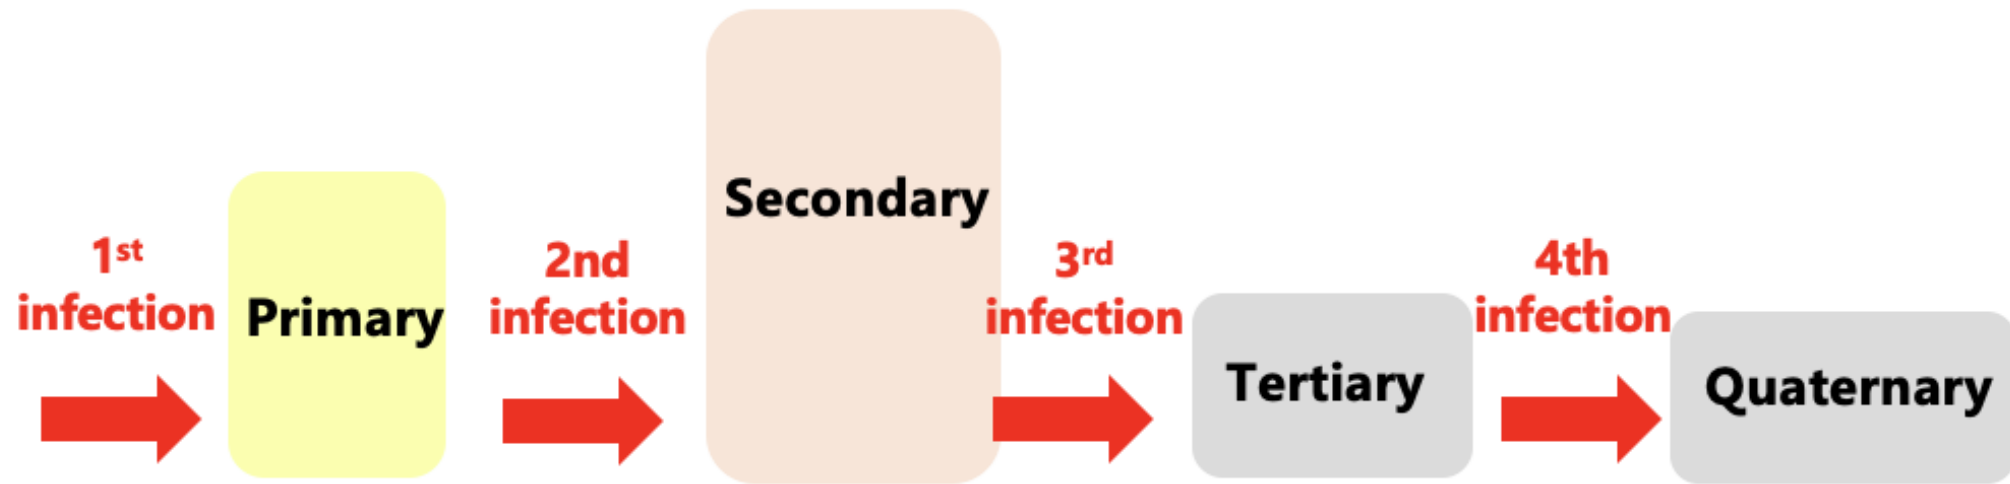 1st
infection
Primary
2nd
infection
Secondary
3rd
infection
Tertiary
4th
infection
Quaternary